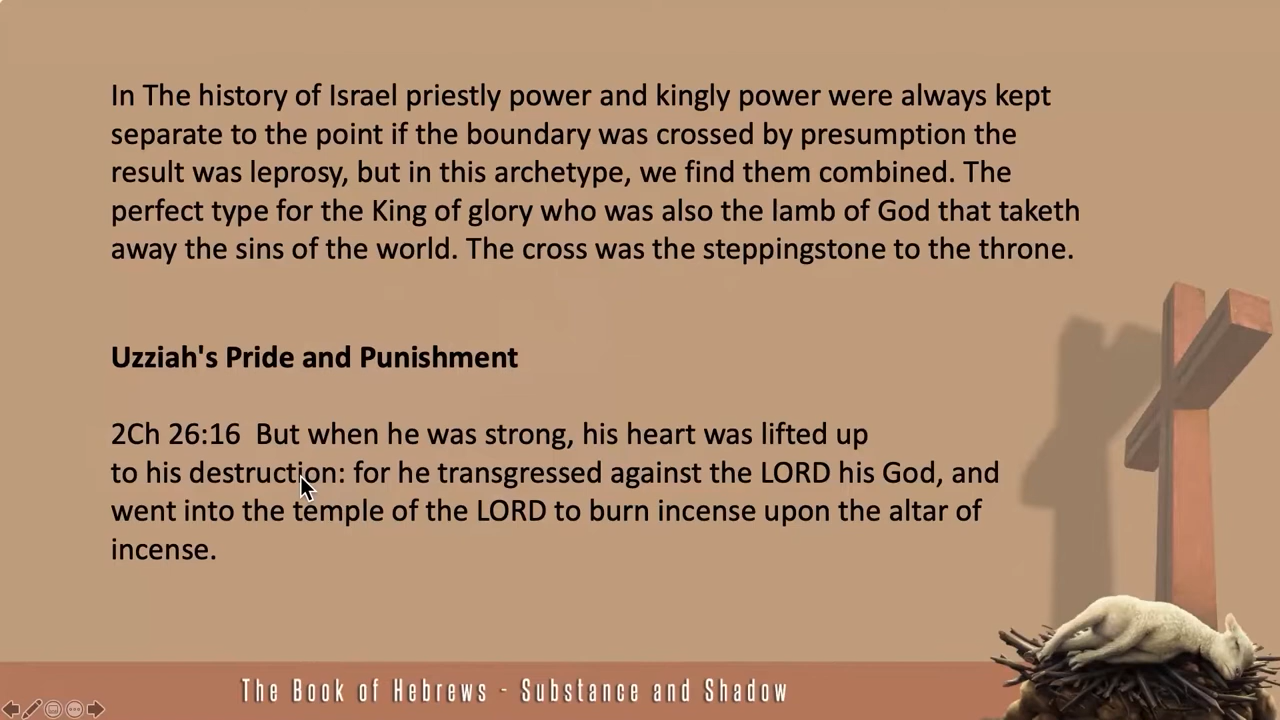 In The history of Israel priestly power and kingly power were always kept
separate to the point if the boundary was crossed by presumption the
result was leprosy, but in this archetype, we find them combined. The
perfect type for the King of glory who was also the lamb of God that taketh
away the sins of the world. The cross was the steppingstone to the throne.
Uzziah's Pride and Punishment
2Ch 26:16  But when he was strong, his heart was lifted up
to his destruction: for he transgressed against the LORD his God, and
went into the temple of the LORD to burn incense upon the altar of
incense.
The Book of Hebrews - Substance and Shadow